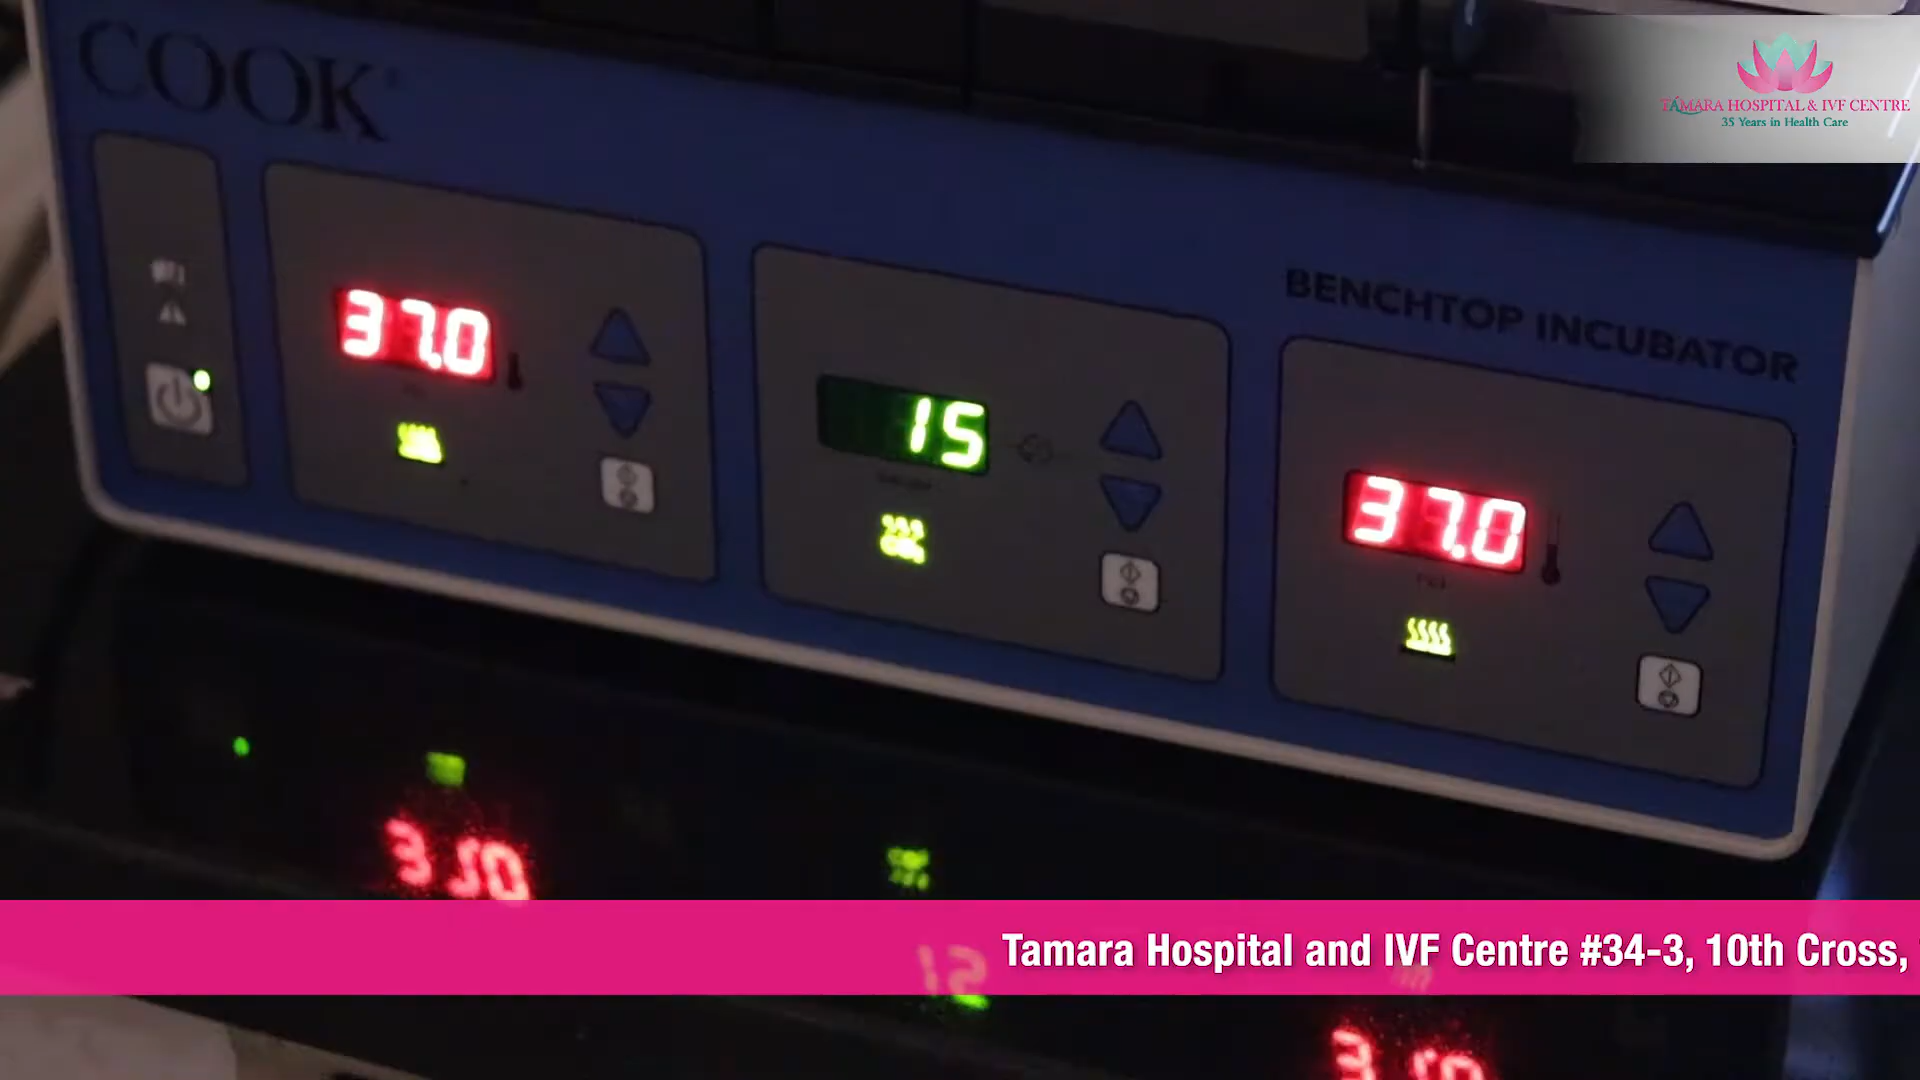 COOK
TAMARA HOSPITAL & IVF CENTRE
35 Years in Health Care
BENCHTOP INCUBATOR
37.0
15
37.0
Tamara Hospital and IVF Centre #34-3, 10th Cross,